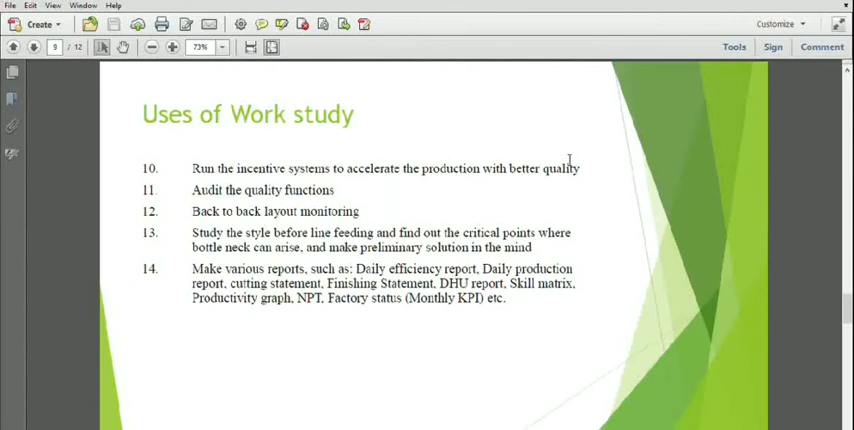 File Edit View Window Help
Create Customize
9 / 12 73% Tools Sign Comment
Uses of Work study
10. Run the incentive systems to accelerate the production with better quality
11. Audit the quality functions
12. Back to back layout monitoring
13. Study the style before line feeding and find out the critical points where
bottle neck can arise, and make preliminary solution in the mind
14. Make various reports, such as: Daily efficiency report, Daily production
report, cutting statement, Finishing Statement, DHU report, Skill matrix,
Productivity graph, NPT, Factory status (Monthly KPI) etc.